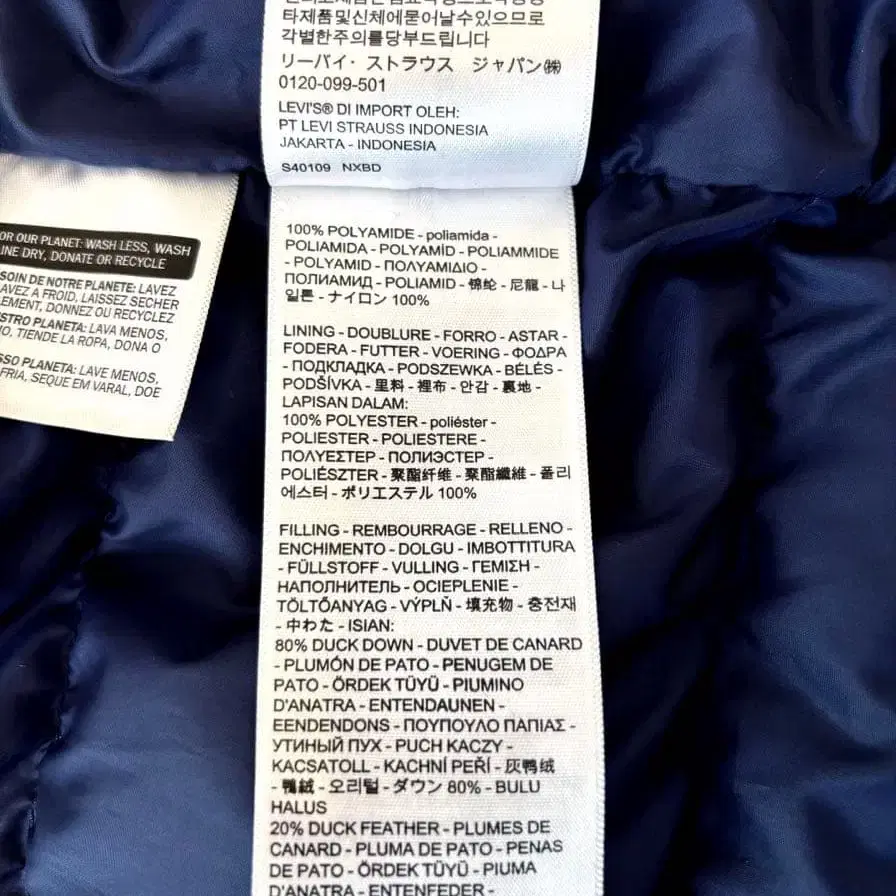 타제품및신체에묻어날수있으므로
각별한주의를당부드립니다
リーバイ・ストラウス ジャパン㈱
0120-099-501
LEVI'S® DI IMPORT OLEH:
PT LEVI STRAUSS INDONESIA
JAKARTA - INDONESIA
S40109 NXBD
OR OUR PLANET: WASH LESS, WASH
INE DRY, DONATE OR RECYCLE
SOIN DE NOTRE PLANETE: LAVEZ
AVEZ A FROID, LAISSEZ SECHER
LEMENT, DONNEZ OU RECYCLEZ
STRO PLANETA: LAVA MENOS,
O, TIENDE LA ROPA, DONA O
SSO PLANETA: LAVE MENOS,
FRIA, SEQUE EM VARAL, DOE
100% POLYAMIDE - poliamida -
POLIAMIDA - POLYAMÍD - POLIAMMIDE
- POLYAMID - ΠΟΛΥΑΜΙΔΙΟ -
ПОЛИАМИД - POLIAMID - 锦纶 - 尼龍 - 나
일론 - ナイロン 100%
LINING - DOUBLURE - FORRO - ASTAR -
FODERA - FUTTER - VOERING - ΦΟΔΡΑ
- ПОДКЛАДКА - PODSZEWKA - BÉLÉS -
PODŠÍVKA - 里料 - 裡布 - 안감 - 裏地 -
LAPISAN DALAM:
100% POLYESTER - poliéster -
POLIESTER - POLIESTERE -
ΠΟΛΥΕΣΤΕΡ - ПОЛИЭСТЕР -
POLIÉSZTER - 聚酯纤维 - 聚酯纖維 - 폴리
에스터 - ポリエステル 100%
FILLING - REMBOURRAGE - RELLENO -
ENCHIMENTO - DOLGU - IMBOTTITURA
- FÜLLSTOFF - VULLING - ΓΕΜΙΣΗ -
НАПОЛНИТЕЛЬ - OCIEPLENIE -
TÖLTŐANYAG - VÝPLŇ - 填充物 - 충전재
- 中わた - ISIAN:
80% DUCK DOWN - DUVET DE CANARD
- PLUMÓN DE PATO - PENUGEM DE
PATO - ÖRDEK TÜYÜ - PIUMINO
D'ANATRA - ENTENDAUNEN -
EENDENDONS - ΠΟΥΠΟΥΛΟ ΠΑΠΙΑΣ -
УТИНЫЙ ПУХ - PUCH KACZY -
KACSATOLL - KACHNÍ PEŘÍ - 灰鸭绒
- 鴨絨 - 오리털 - ダウン 80% - BULU
HALUS
20% DUCK FEATHER - PLUMES DE
CANARD - PLUMA DE PATO - PENAS
DE PATO - ÖRDEK TÜYÜ - PIUMA
D'ANATRA - ENTENFEDER -